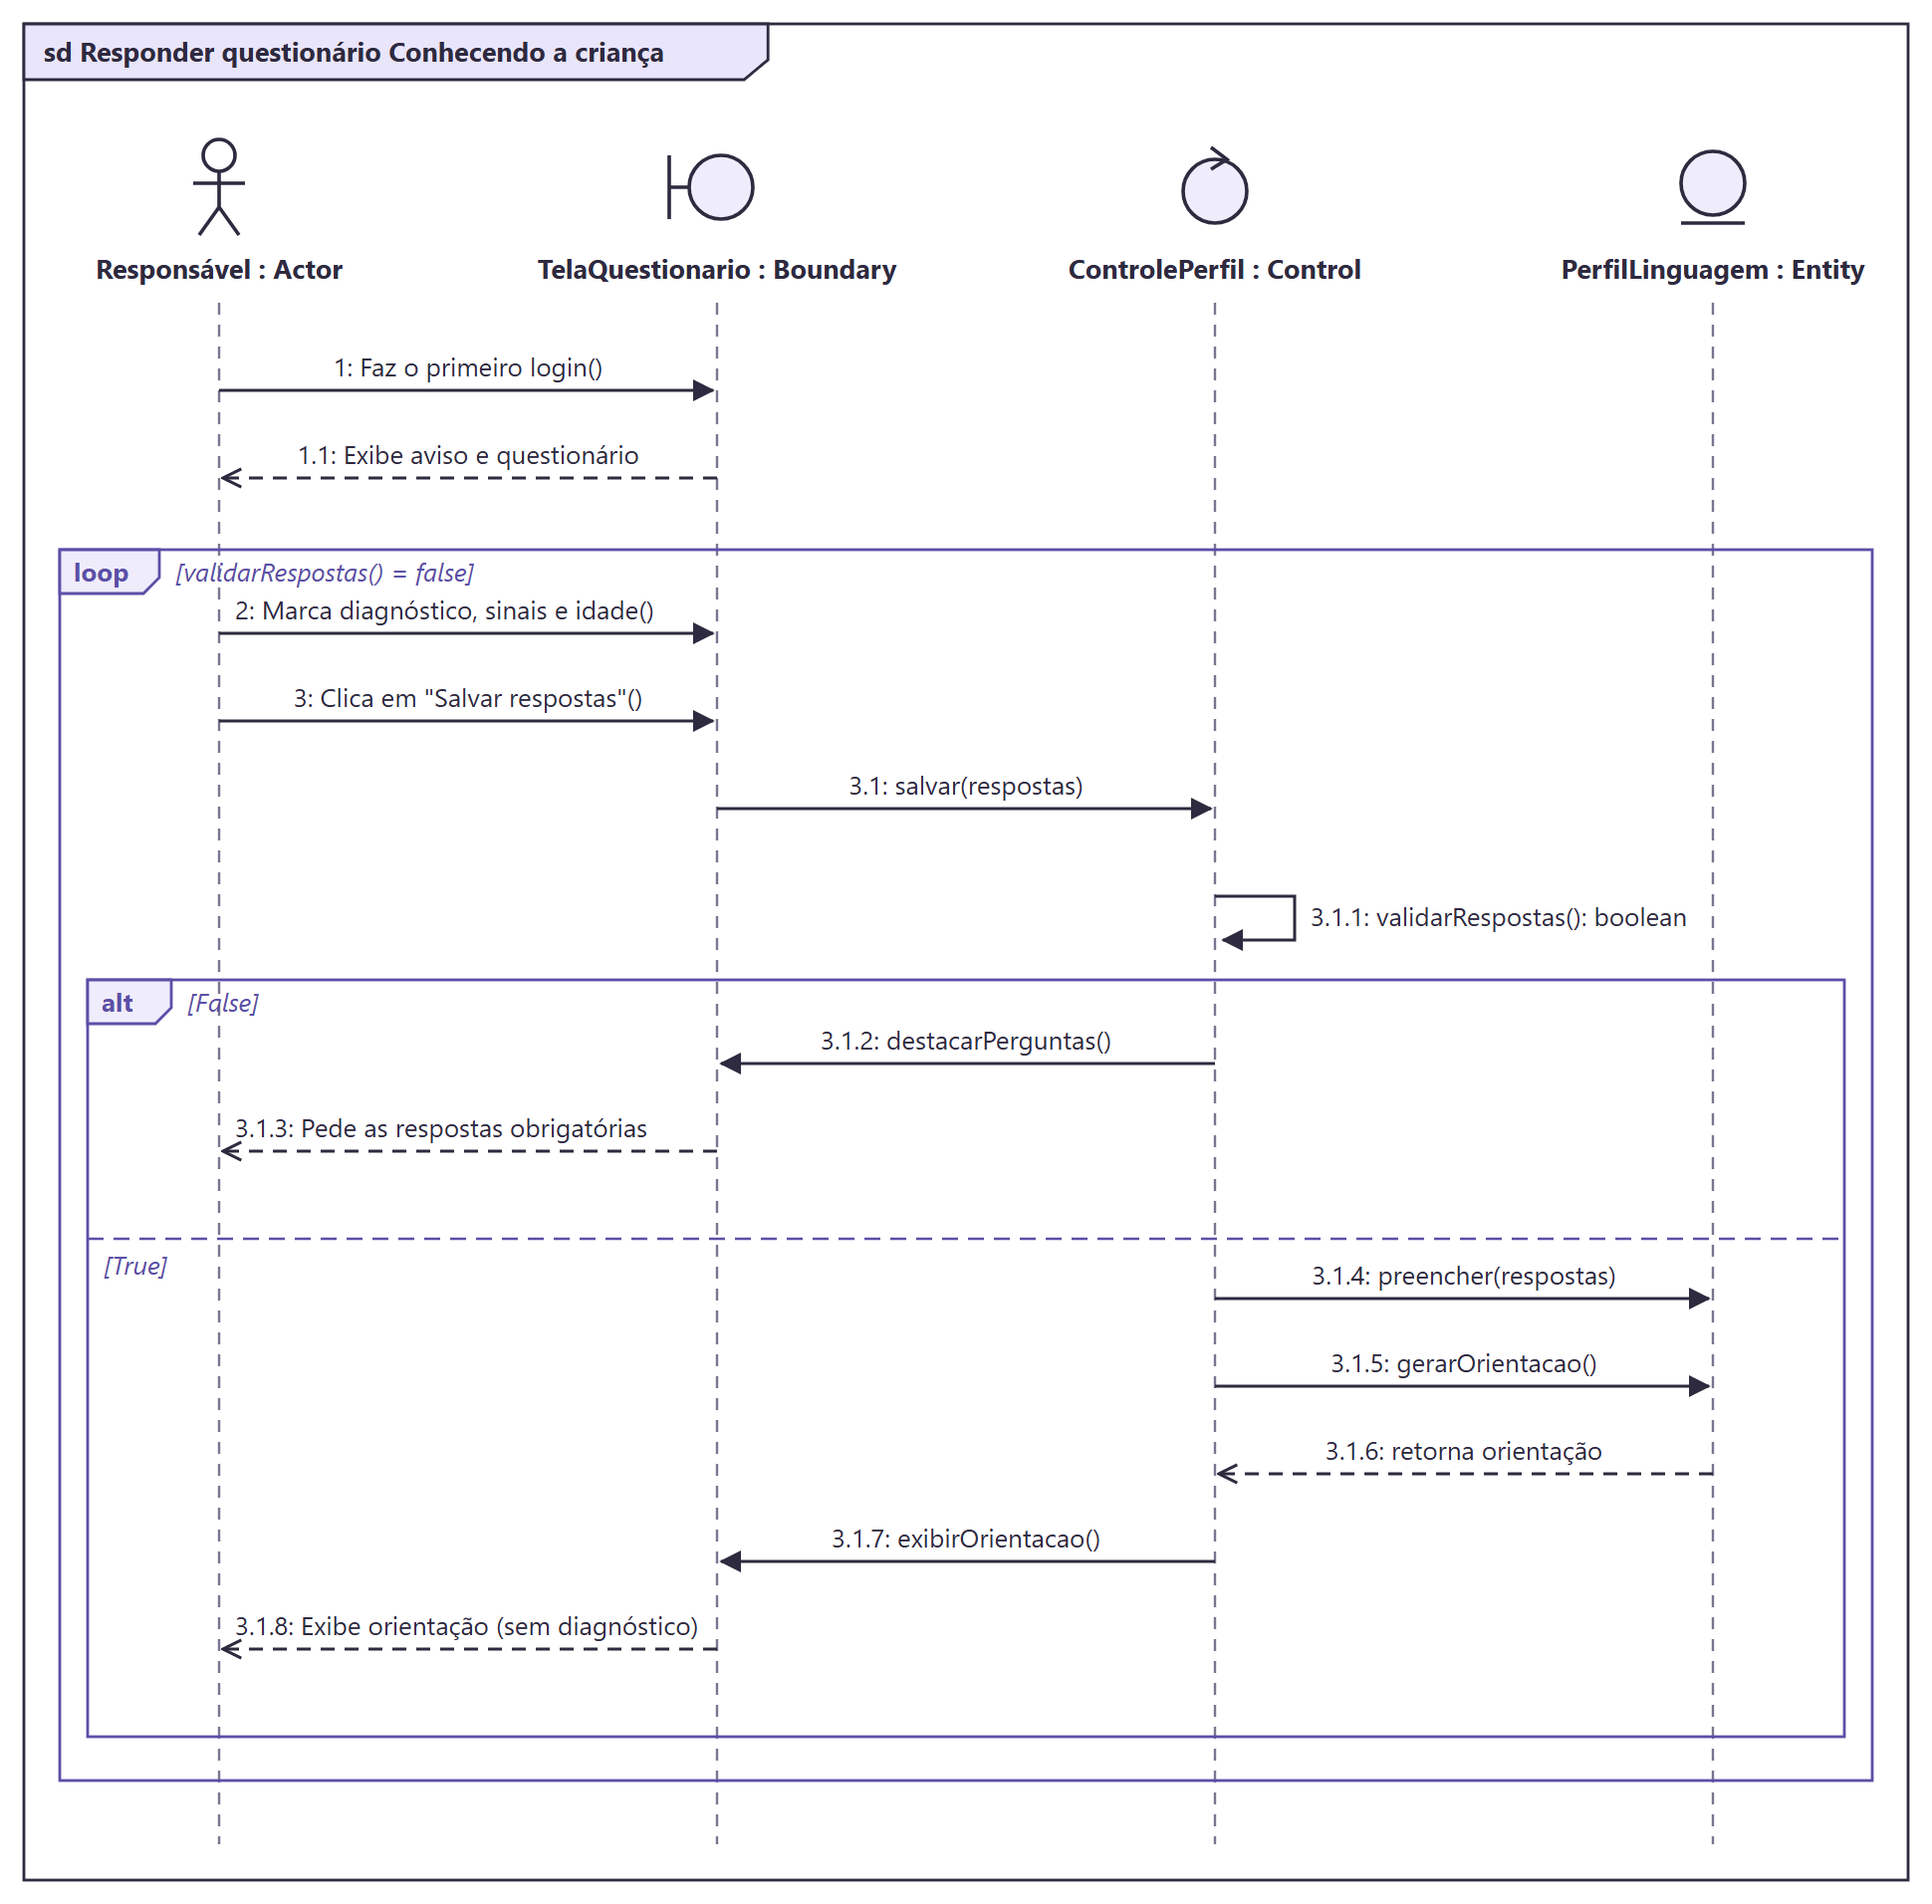 sd Responder questionário Conhecendo a criança
Responsável : Actor
TelaQuestionario : Boundary
ControlePerfil : Control
PerfilLinguagem : Entity
1: Faz o primeiro login()
1.1: Exibe aviso e questionário
loop [validarRespostas() = false]
2: Marca diagnóstico, sinais e idade()
3: Clica em "Salvar respostas"()
3.1: salvar(respostas)
3.1.1: validarRespostas(): boolean
alt [False]
3.1.2: destacarPerguntas()
3.1.3: Pede as respostas obrigatórias
[True]
3.1.4: preencher(respostas)
3.1.5: gerarOrientacao()
3.1.6: retorna orientação
3.1.7: exibirOrientacao()
3.1.8: Exibe orientação (sem diagnóstico)